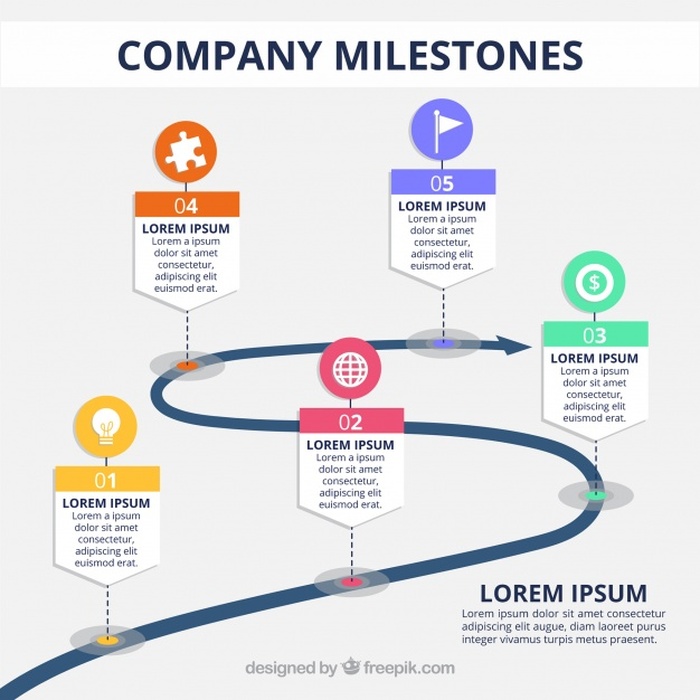 COMPANY MILESTONES
04
LOREM IPSUM
Lorem a ipsum
dolor sit amet
consectetur,
adipiscing elit
euismod erat.
05
LOREM IPSUM
Lorem a ipsum
dolor sit amet
consectetur,
adipiscing elit
euismod erat.
$
03
LOREM IPSUM
Lorem a ipsum
dolor sit amet
consectetur,
adipiscing elit
euismod erat.
02
LOREM IPSUM
Lorem a ipsum
dolor sit amet
consectetur,
adipiscing elit
euismod erat.
01
LOREM IPSUM
Lorem a ipsum
dolor sit amet
consectetur,
adipiscing elit
euismod erat.
LOREM IPSUM
Lorem ipsum dolor sit amet, consectetur
adipiscing elit augue, diam vivamus mollis
integer vivamus tempus pretium praesent.
designed by freepik.com